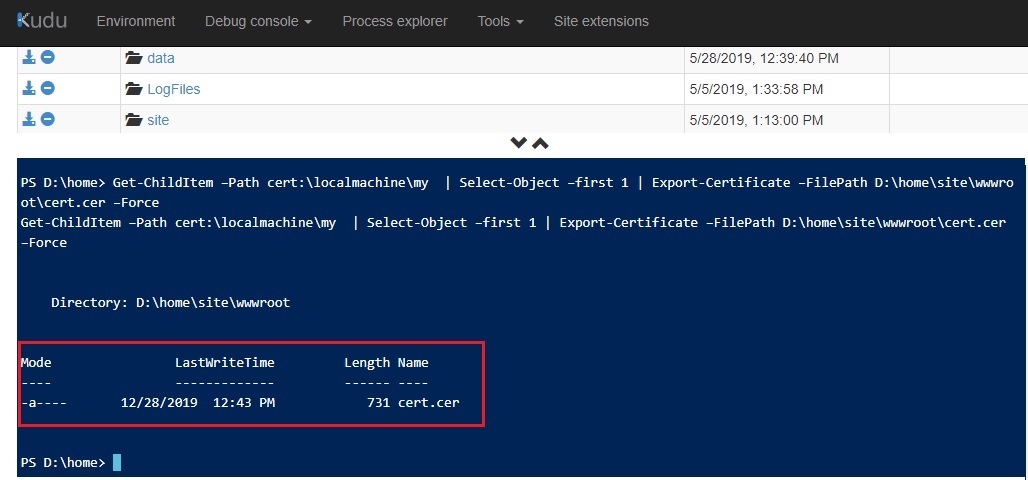 Kudu Environment Debug console Process explorer Tools Site extensions
data 5/28/2019, 12:39:40 PM
LogFiles 5/5/2019, 1:33:58 PM
site 5/5/2019, 1:13:00 PM
PS D:\home> Get-ChildItem –Path cert:\localmachine\my  | Select-Object –first 1 | Export-Certificate –FilePath D:\home\site\wwwro
ot\cert.cer –Force
Get-ChildItem –Path cert:\localmachine\my  | Select-Object –first 1 | Export-Certificate –FilePath D:\home\site\wwwroot\cert.cer
–Force
Directory: D:\home\site\wwwroot
Mode LastWriteTime Length Name
---- ------------- ------ ----
-a---- 12/28/2019 12:43 PM 731 cert.cer
PS D:\home>